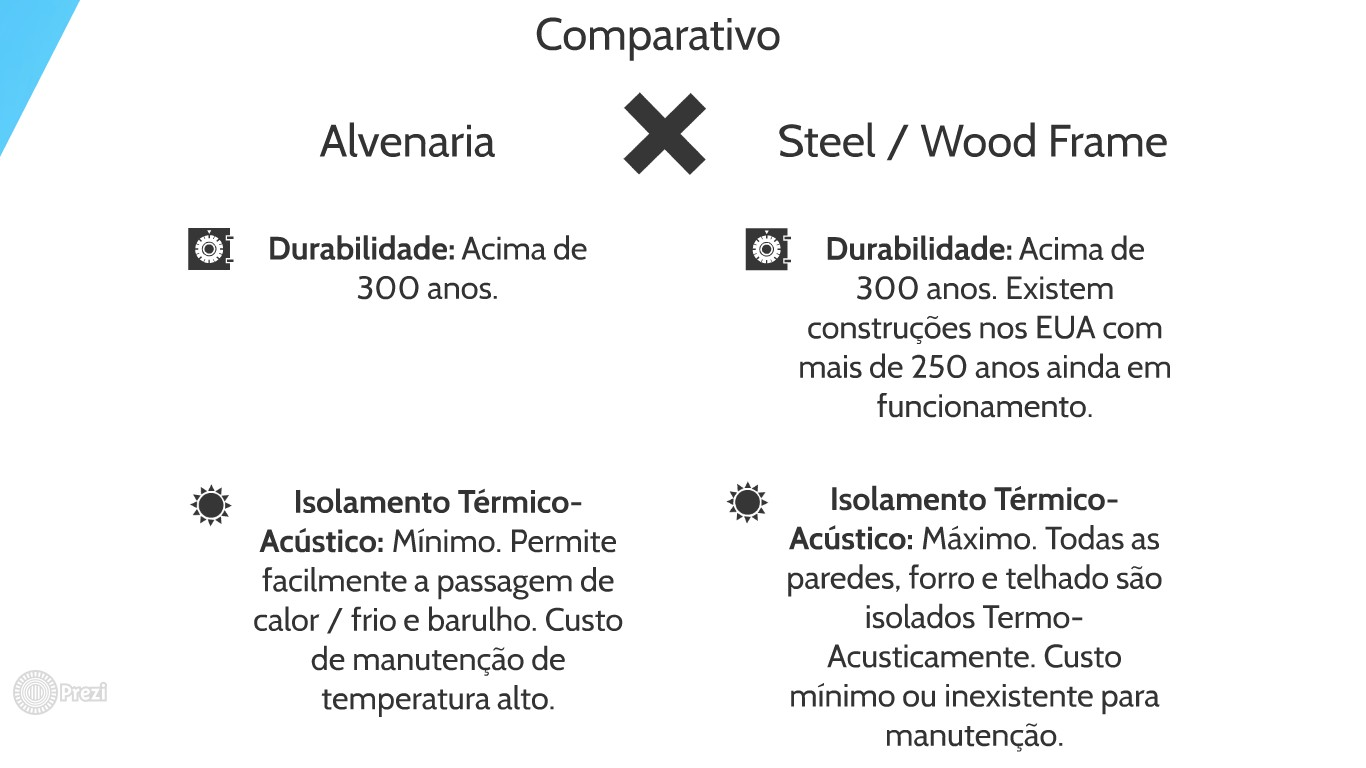 Comparativo
Alvenaria
Steel / Wood Frame
Durabilidade: Acima de
300 anos.
Durabilidade: Acima de
300 anos. Existem
construções nos EUA com
mais de 250 anos ainda em
funcionamento.
Isolamento Térmico-
Acústico: Mínimo. Permite
facilmente a passagem de
calor / frio e barulho. Custo
de manutenção de
temperatura alto.
Isolamento Térmico-
Acústico: Máximo. Todas as
paredes, forro e telhado são
isolados Termo-
Acusticamente. Custo
mínimo ou inexistente para
manutenção.
Prezi